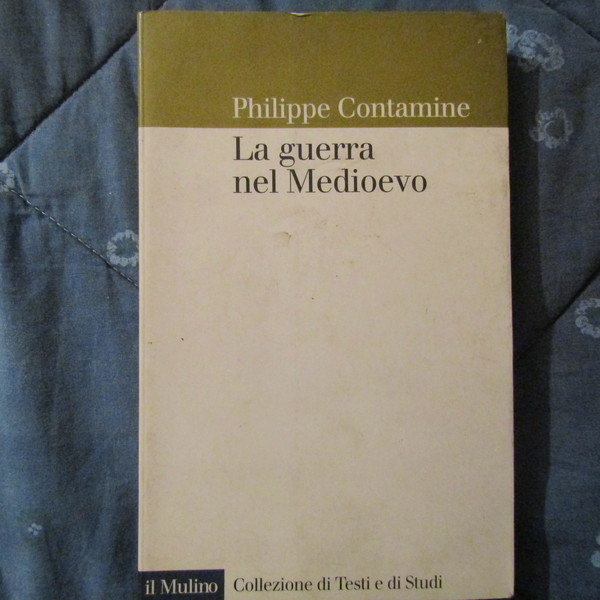 Philippe Contamine
La guerra
nel Medioevo
il Mulino Collezione di Testi e di Studi